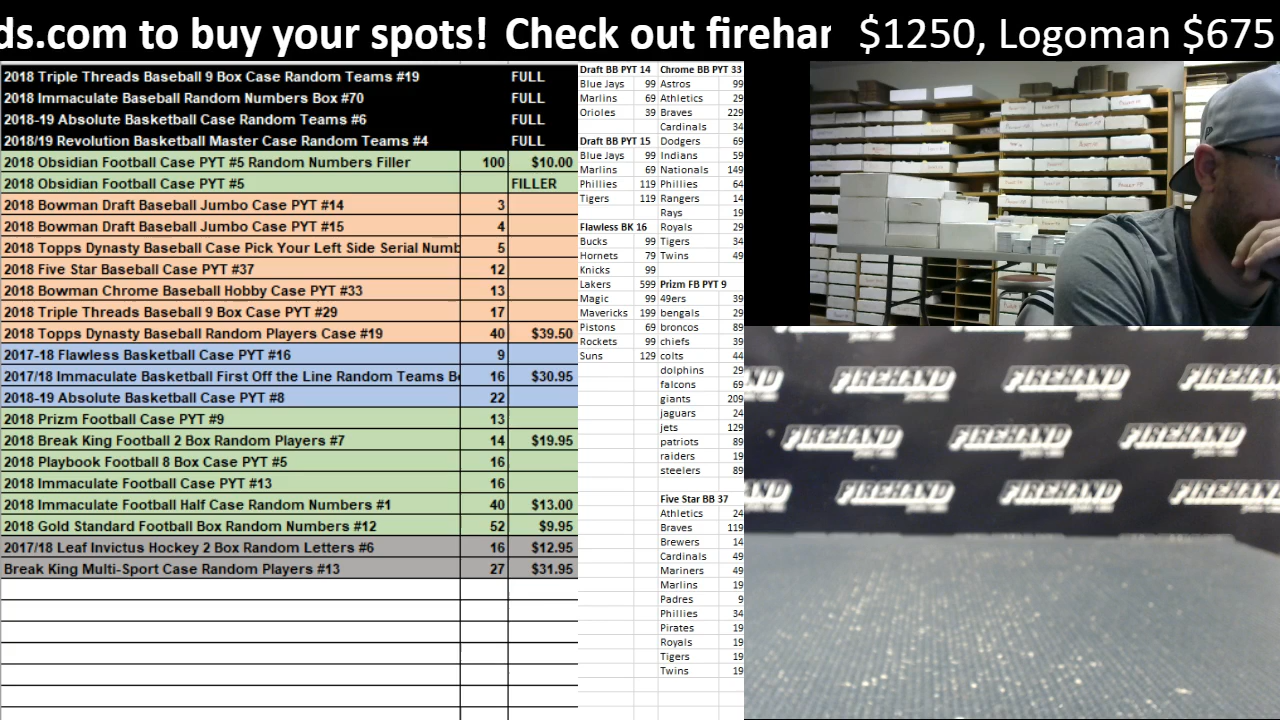 ds.com to buy your spots! Check out firehar
$1250, Logoman $675
2018 Triple Threads Baseball 9 Box Case Random Teams #19 FULL
2018 Immaculate Baseball Random Numbers Box #70 FULL
2018-19 Absolute Basketball Case Random Teams #6 FULL
2018/19 Revolution Basketball Master Case Random Teams #4 FULL
2018 Obsidian Football Case PYT #5 Random Numbers Filler 100 $10.00
2018 Obsidian Football Case PYT #5 FILLER
2018 Bowman Draft Baseball Jumbo Case PYT #14 3
2018 Bowman Draft Baseball Jumbo Case PYT #15 4
2018 Topps Dynasty Baseball Case Pick Your Left Side Serial Numb 5
2018 Five Star Baseball Case PYT #37 12
2018 Bowman Chrome Baseball Hobby Case PYT #33 13
2018 Triple Threads Baseball 9 Box Case PYT #29 17
2018 Topps Dynasty Baseball Random Players Case #19 40 $39.50
2017-18 Flawless Basketball Case PYT #16 9
2017/18 Immaculate Basketball First Off the Line Random Teams Bo 16 $30.95
2018-19 Absolute Basketball Case PYT #8 22
2018 Prizm Football Case PYT #9 13
2018 Break King Football 2 Box Random Players #7 14 $19.95
2018 Playbook Football 8 Box Case PYT #5 16
2018 Immaculate Football Case PYT #13 16
2018 Immaculate Football Half Case Random Numbers #1 40 $13.00
2018 Gold Standard Football Box Random Numbers #12 52 $9.95
2017/18 Leaf Invictus Hockey 2 Box Random Letters #6 16 $12.95
Break King Multi-Sport Case Random Players #13 27 $31.95
Draft BB PYT 14
Blue Jays 99
Marlins 69
Orioles 39
Draft BB PYT 15
Blue Jays 99
Marlins 69
Phillies 119
Tigers 119
Flawless BK 16
Bucks 99
Hornets 79
Knicks 99
Lakers 599
Magic 99
Mavericks 199
Pistons 69
Rockets 99
Suns 129
Chrome BB PYT 33
Astros 99
Athletics 29
Braves 229
Cardinals 34
Dodgers 69
Indians 59
Nationals 149
Phillies 64
Rangers 14
Rays 19
Royals 29
Tigers 34
Twins 49
Prizm FB PYT 9
49ers 39
bengals 29
broncos 89
chiefs 39
colts 44
dolphins 29
falcons 69
giants 209
jaguars 24
jets 129
patriots 89
raiders 19
steelers 89
Five Star BB 37
Athletics 24
Braves 119
Brewers 14
Cardinals 49
Mariners 49
Marlins 19
Padres 9
Phillies 34
Pirates 19
Royals 19
Tigers 19
Twins 19
FIREHAND FIREHAND
FIREHAND FIREHAND FIREHAND
FIREHAND FIREHAND